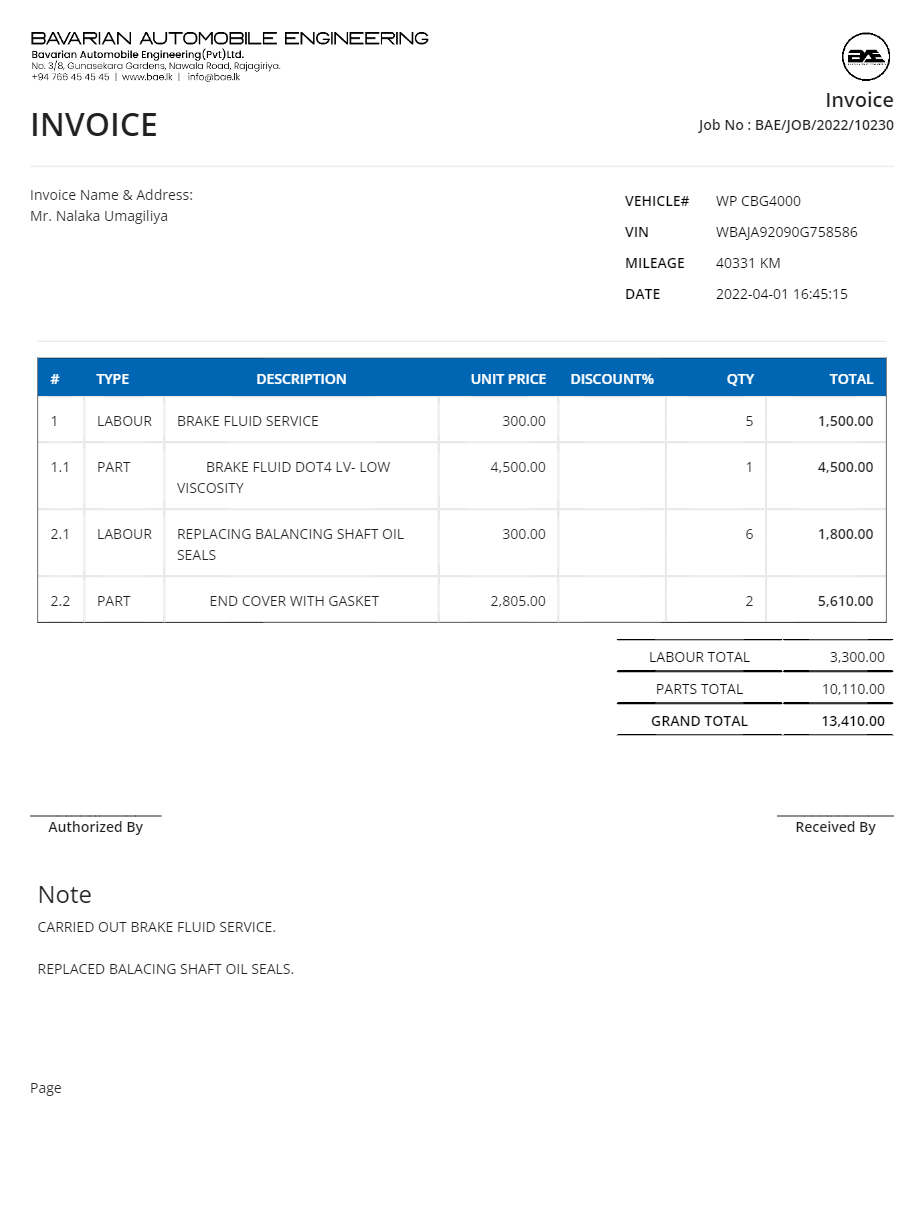 BAVARIAN AUTOMOBILE ENGINEERING
Bavarian Automobile Engineering(Pvt)Ltd.
No. 3/8, Gunasekara Gardens, Nawala Road, Rajagiriya.
+94 766 45 45 45 | www.bae.lk | info@bae.lk
BAE
Invoice
INVOICE
Job No : BAE/JOB/2022/10230
Invoice Name & Address:
Mr. Nalaka Umagiliya
VEHICLE# WP CBG4000
VIN WBAJA92090G758586
MILEAGE 40331 KM
DATE 2022-04-01 16:45:15
# TYPE DESCRIPTION UNIT PRICE DISCOUNT% QTY TOTAL
1 LABOUR BRAKE FLUID SERVICE 300.00 5 1,500.00
1.1 PART BRAKE FLUID DOT4 LV- LOW 4,500.00 1 4,500.00
VISCOSITY
2.1 LABOUR REPLACING BALANCING SHAFT OIL 300.00 6 1,800.00
SEALS
2.2 PART END COVER WITH GASKET 2,805.00 2 5,610.00
LABOUR TOTAL 3,300.00
PARTS TOTAL 10,110.00
GRAND TOTAL 13,410.00
Authorized By Received By
Note
CARRIED OUT BRAKE FLUID SERVICE.
REPLACED BALACING SHAFT OIL SEALS.
Page